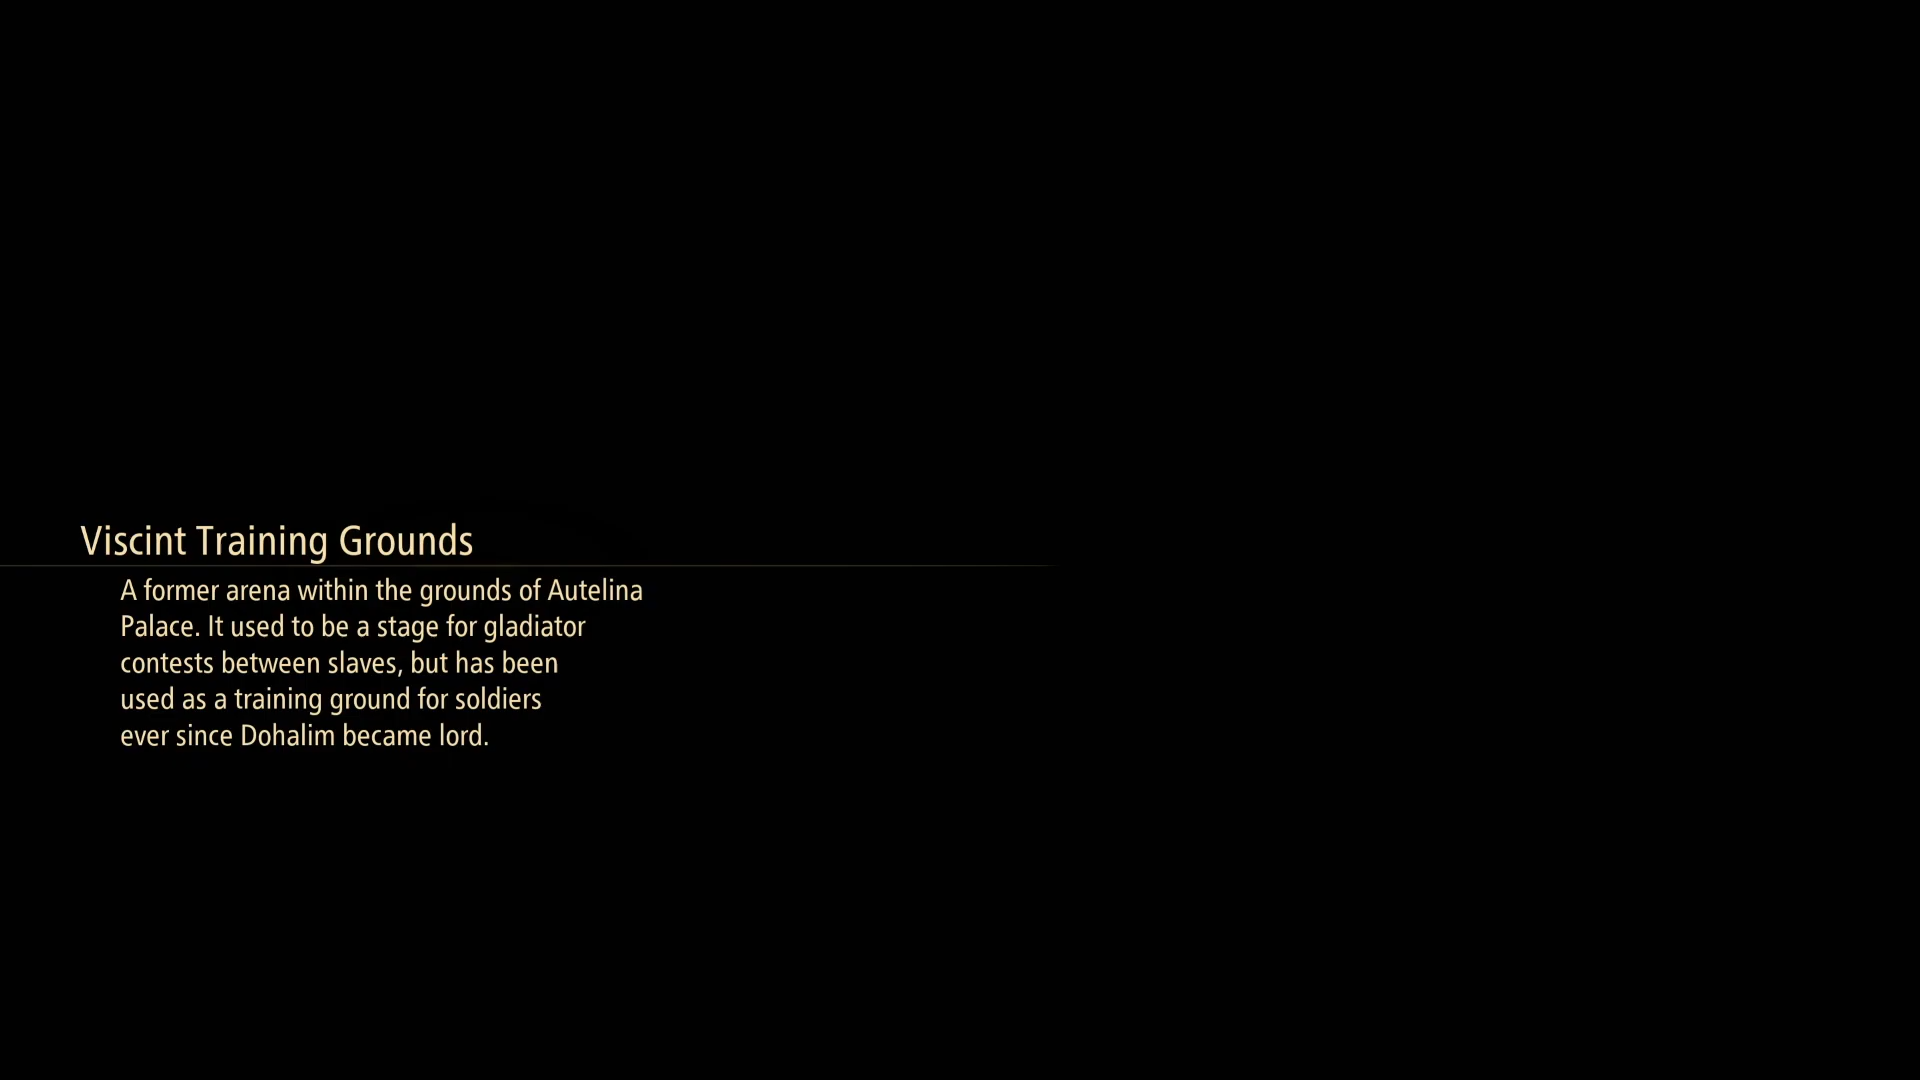 Viscint Training Grounds
A former arena within the grounds of Autelina
Palace. It used to be a stage for gladiator
contests between slaves, but has been
used as a training ground for soldiers
ever since Dohalim became lord.